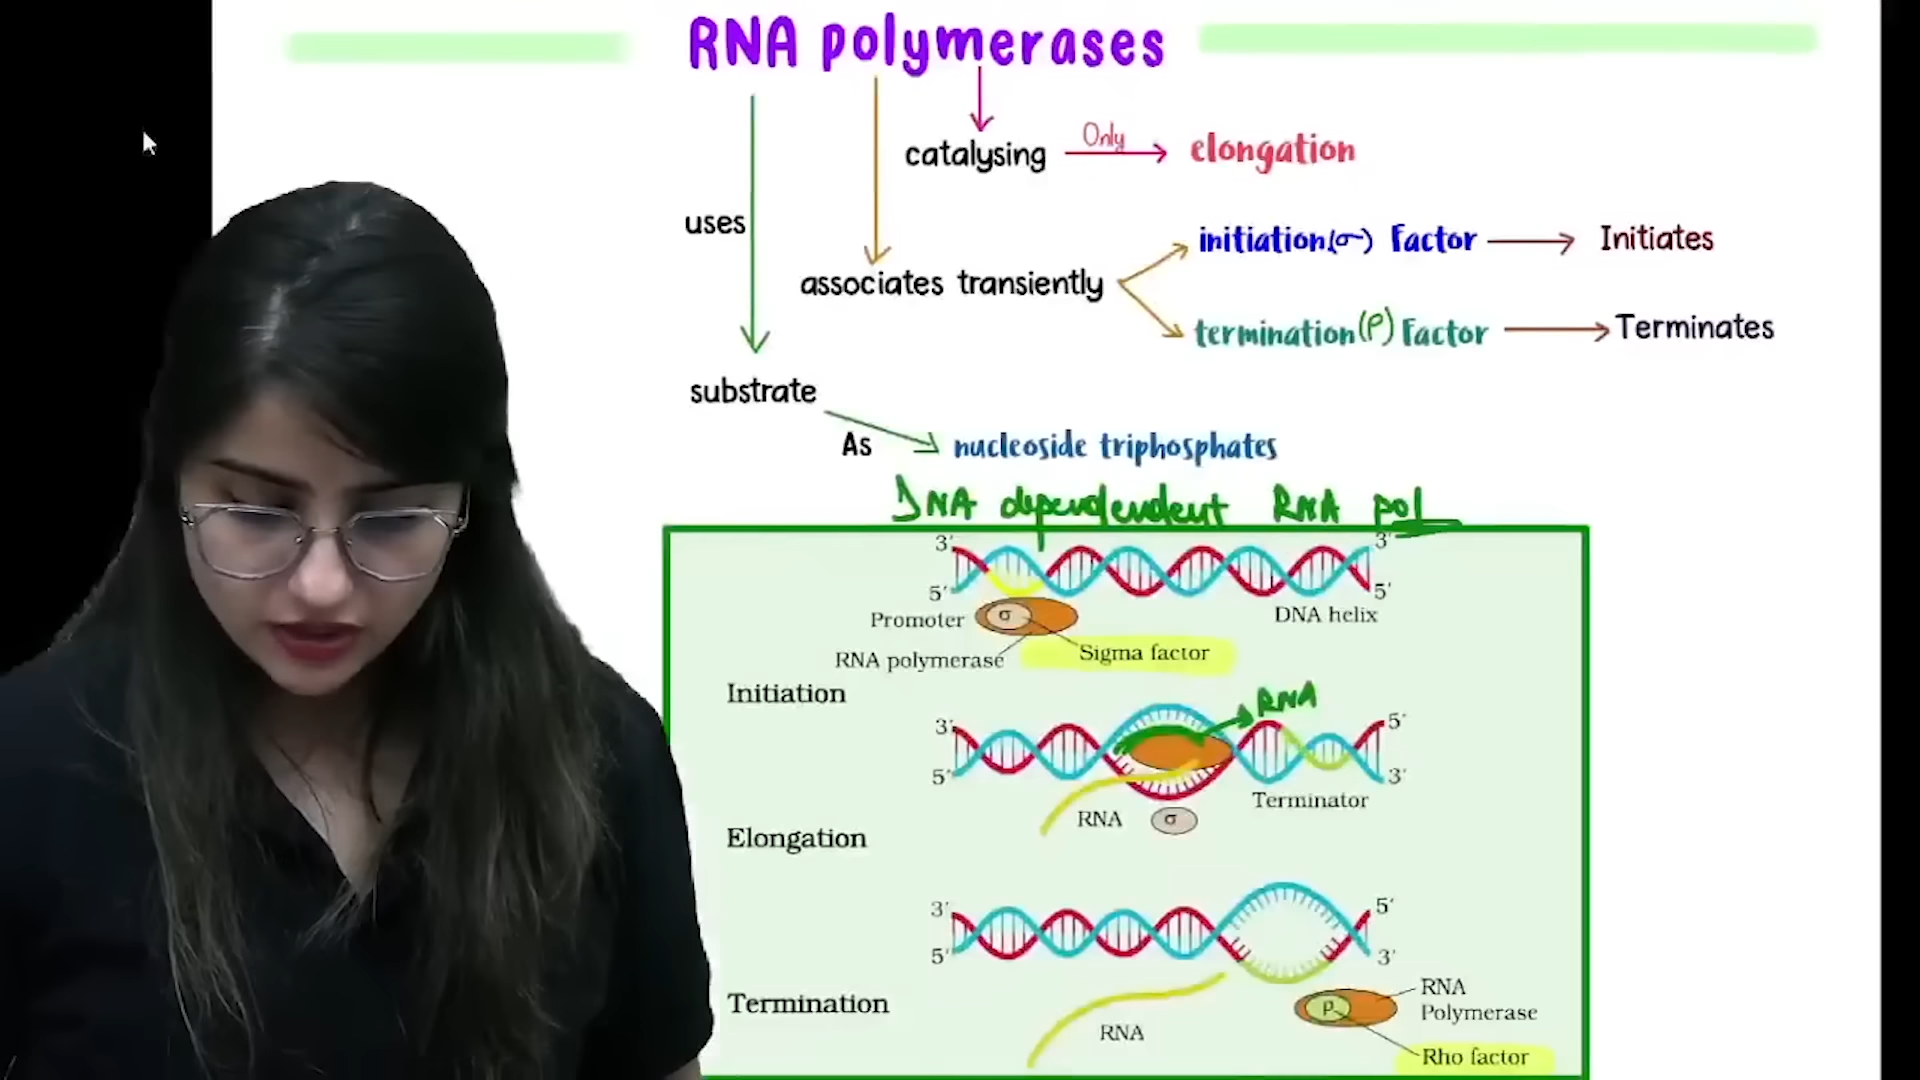 RNA polymerases
catalysing Only elongation
uses
initiation(σ) Factor Initiates
associates transiently
termination(ρ) Factor Terminates
substrate
As nucleoside triphosphates
DNA dependendent RNA pol
3′ 3′
5′ 5′
Promoter σ DNA helix
RNA polymerase Sigma factor
Initiation
RNA
3′ 5′
5′ 3′
RNA σ Terminator
Elongation
3′ 5′
5′ 3′
Termination
RNA
ρ RNA
Polymerase
Rho factor